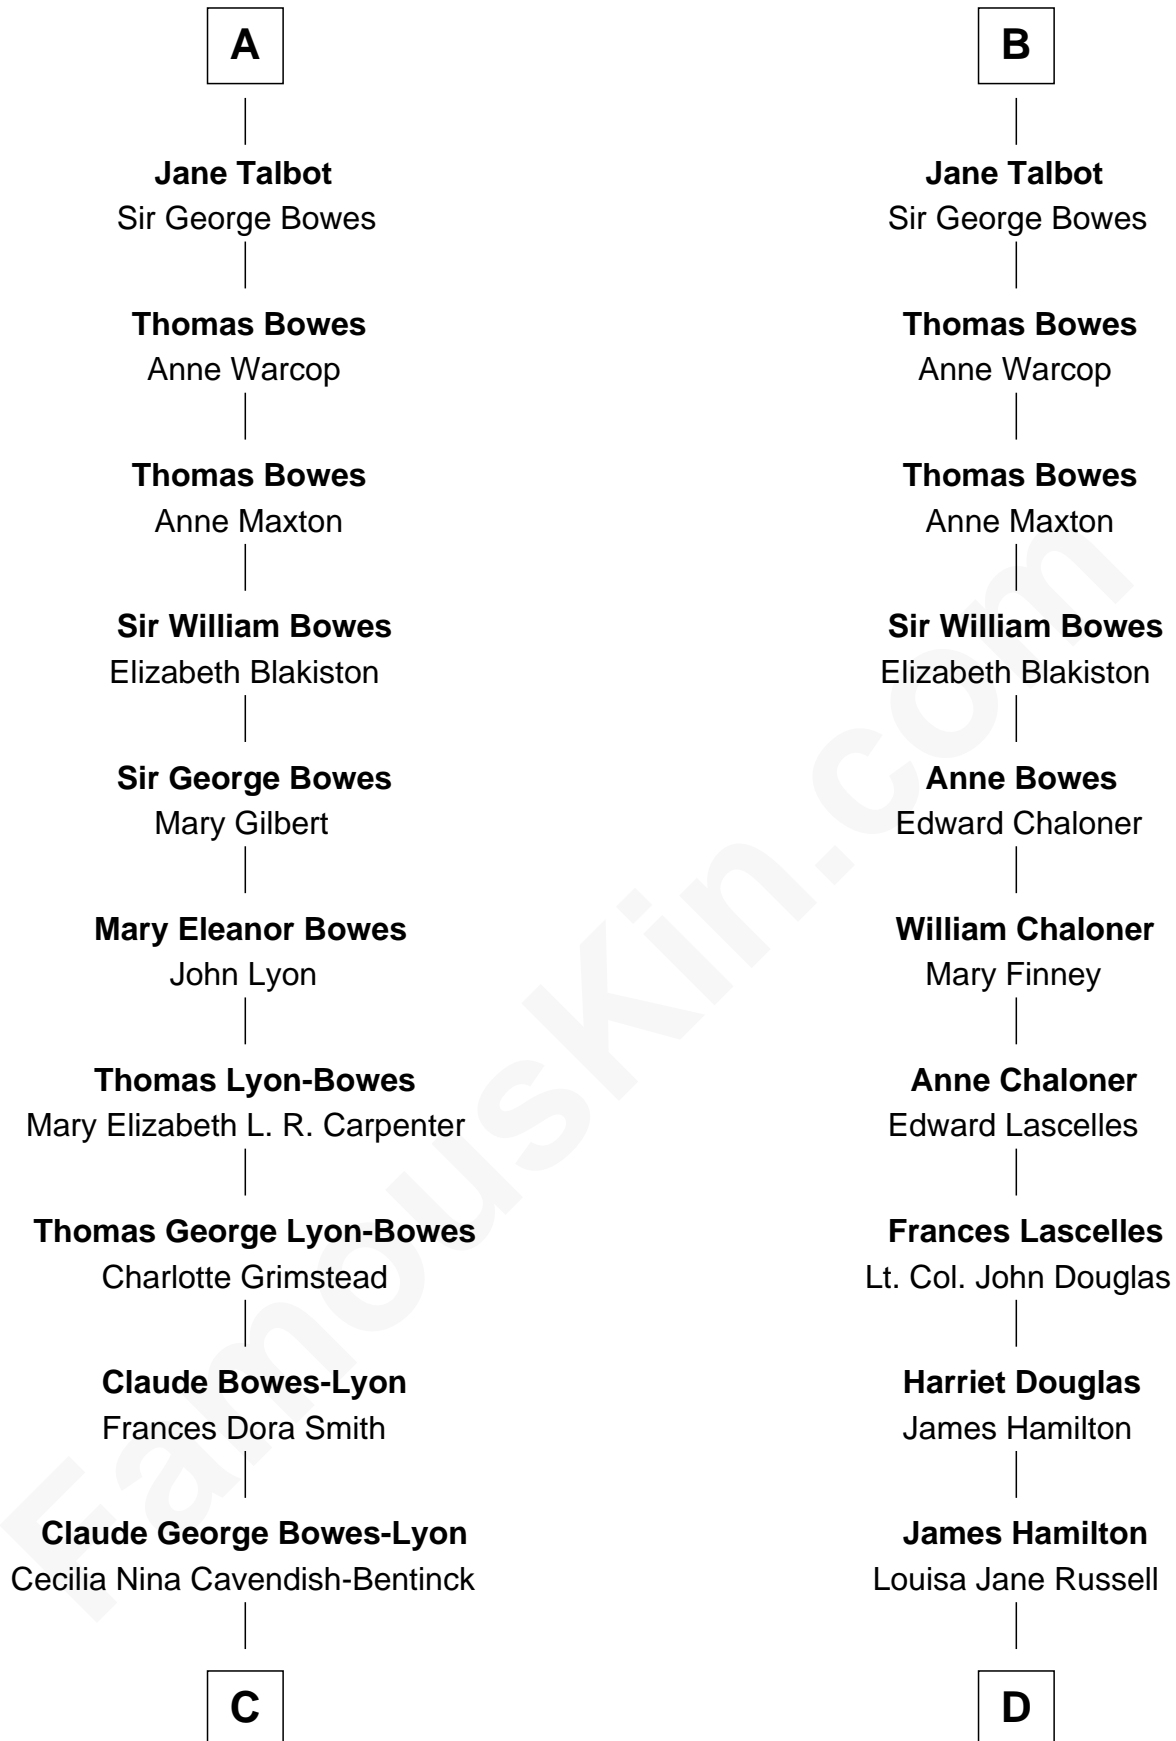 A
Jane Talbot
Sir George Bowes
Thomas Bowes
Anne Warcop
Thomas Bowes
Anne Maxton
Sir William Bowes
Elizabeth Blakiston
Sir George Bowes
Mary Gilbert
Mary Eleanor Bowes
John Lyon
Thomas Lyon-Bowes
Mary Elizabeth L. R. Carpenter
Thomas George Lyon-Bowes
Charlotte Grimstead
Claude Bowes-Lyon
Frances Dora Smith
Claude George Bowes-Lyon
Cecilia Nina Cavendish-Bentinck
C
B
Jane Talbot
Sir George Bowes
Thomas Bowes
Anne Warcop
Thomas Bowes
Anne Maxton
Sir William Bowes
Elizabeth Blakiston
Anne Bowes
Edward Chaloner
William Chaloner
Mary Finney
Anne Chaloner
Edward Lascelles
Frances Lascelles
Lt. Col. John Douglas
Harriet Douglas
James Hamilton
James Hamilton
Louisa Jane Russell
D
FamousKin.com